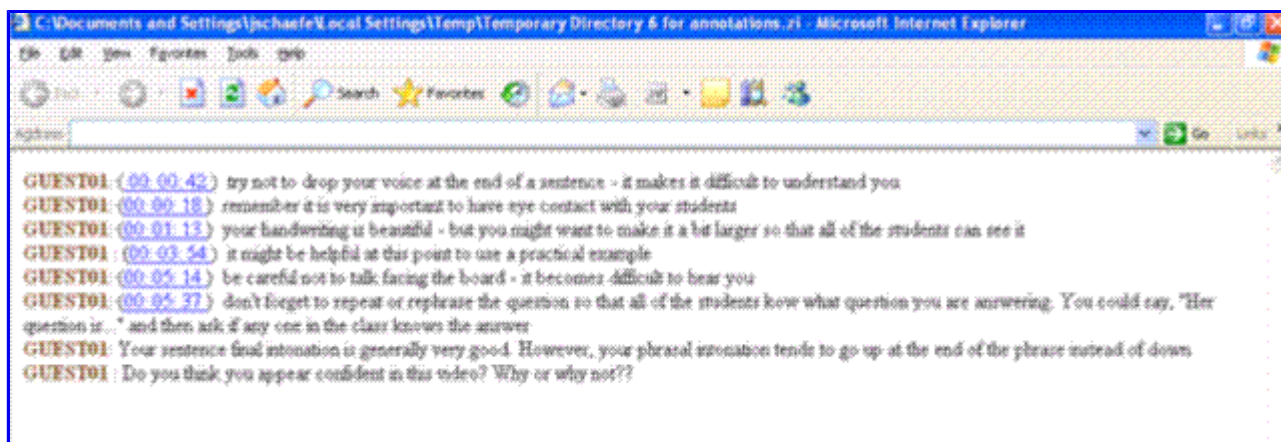 C:\Documents and Settings\jschaefe\Local Settings\Temp\Temporary Directory 6 for annotations.zi - Microsoft Internet Explorer
File Edit View Favorites Tools Help
Back Search Favorites
Address Go Links
GUEST01: (00:00:42) try not to drop your voice at the end of a sentence - it makes it difficult to understand you
GUEST01: (00:00:18) remember it is very important to have eye contact with your students
GUEST01: (00:01:13) your handwriting is beautiful - but you might want to make it a bit larger so that all of the students can see it
GUEST01: (00:03:54) it might be helpful at this point to use a practical example
GUEST01: (00:05:14) be careful not to talk facing the board - it becomes difficult to hear you
GUEST01: (00:05:37) don't forget to repeat or rephrase the question so that all of the students know what question you are answering. You could say, "Her
question is..." and then ask if any one in the class knows the answer
GUEST01: Your sentence final intonation is generally very good. However, your phrasal intonation tends to go up at the end of the phrase instead of down
GUEST01: Do you think you appear confident in this video? Why or why not??